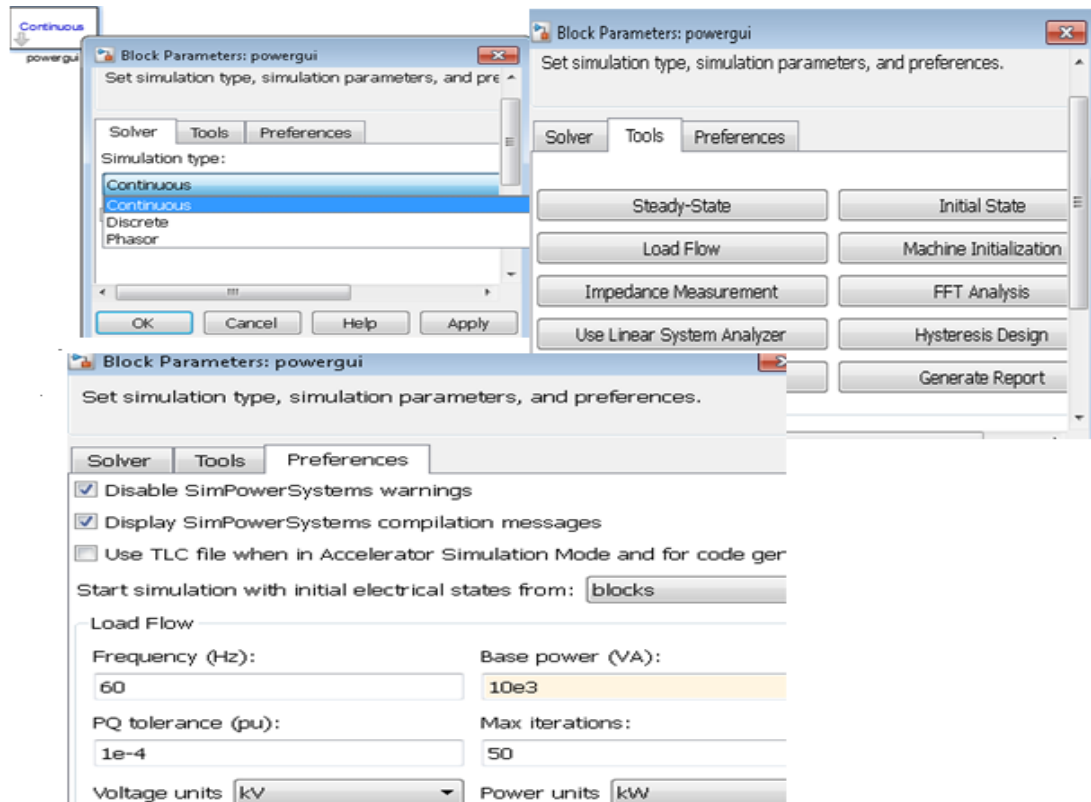 Continuous
powergui
Block Parameters: powergui
Set simulation type, simulation parameters, and pre
Solver Tools Preferences
Simulation type:
Continuous
Continuous
Discrete
Phasor
OK Cancel Help Apply
Block Parameters: powergui
Set simulation type, simulation parameters, and preferences.
Solver Tools Preferences
Steady-State Initial State
Load Flow Machine Initialization
Impedance Measurement FFT Analysis
Use Linear System Analyzer Hysteresis Design
Generate Report
Block Parameters: powergui
Set simulation type, simulation parameters, and preferences.
Solver Tools Preferences
Disable SimPowerSystems warnings
Display SimPowerSystems compilation messages
Use TLC file when in Accelerator Simulation Mode and for code ger
Start simulation with initial electrical states from: blocks
Load Flow
Frequency (Hz): Base power (VA):
60 10e3
PQ tolerance (pu): Max iterations:
1e-4 50
Voltage units kV Power units kW